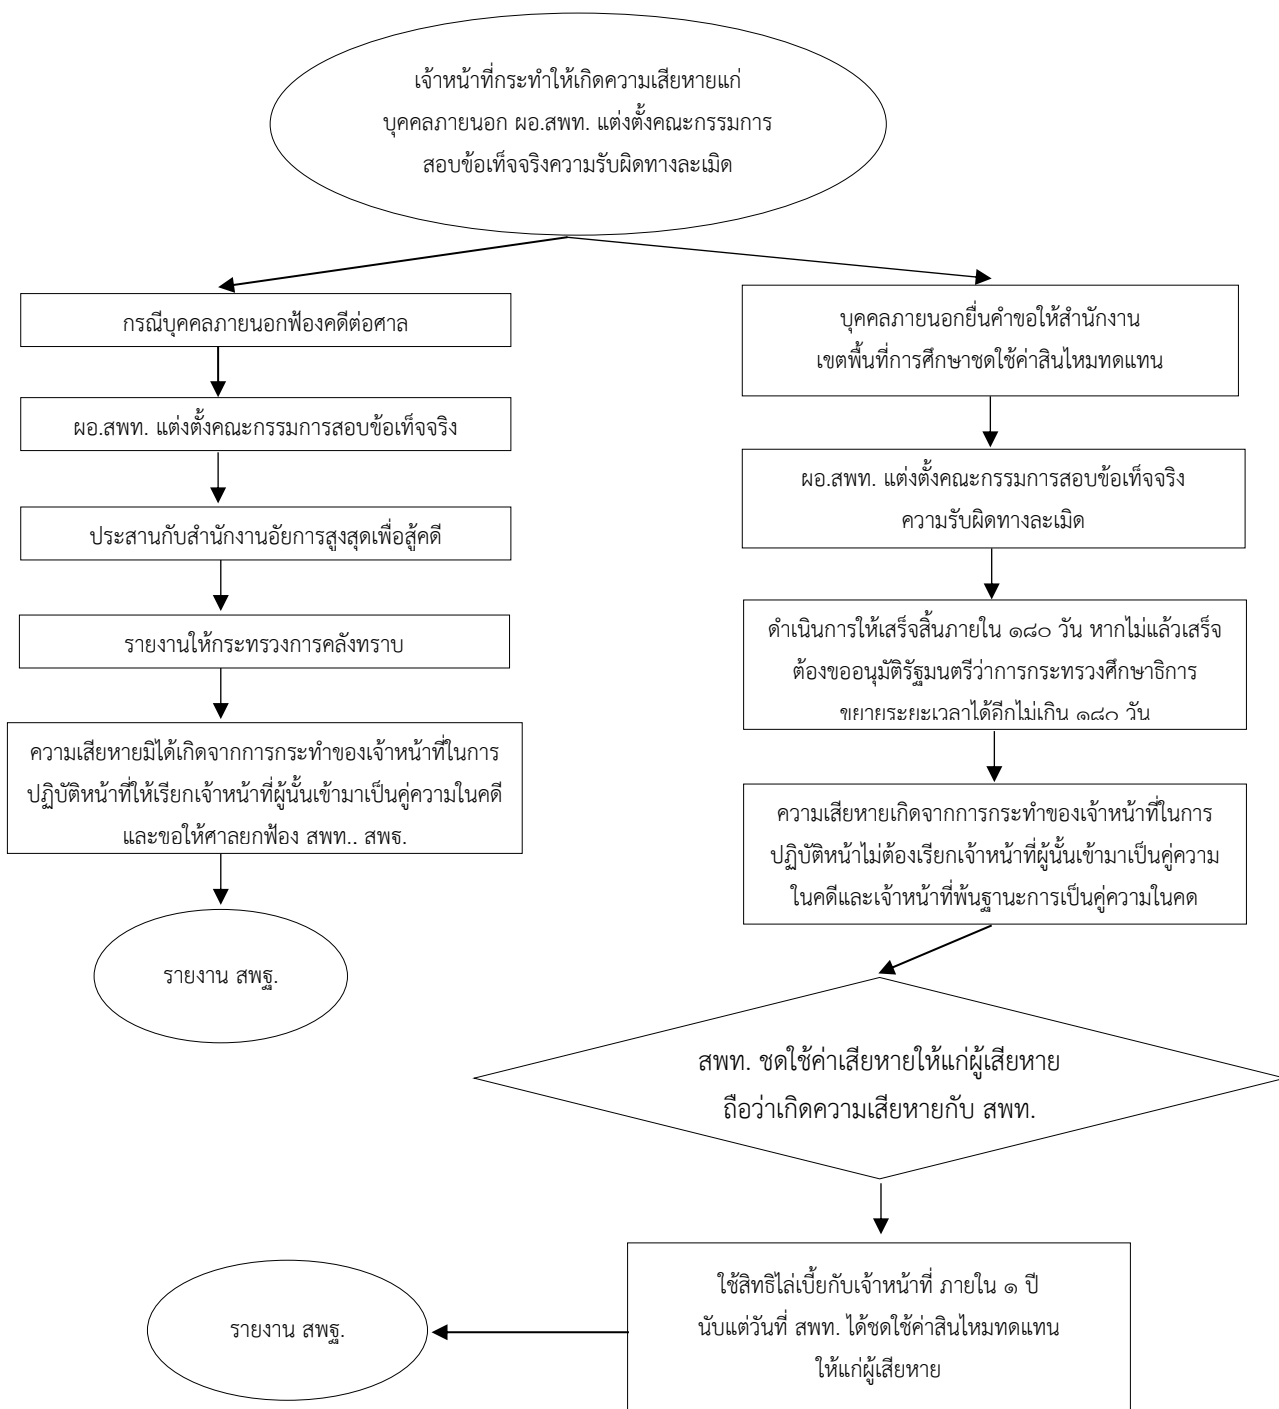 เจ้าหน้าที่กระทำให้เกิดความเสียหายแก่
บุคคลภายนอก ผอ.สพท. แต่งตั้งคณะกรรมการ
สอบข้อเท็จจริงความรับผิดทางละเมิด
กรณีบุคคลภายนอกฟ้องคดีต่อศาล
ผอ.สพท. แต่งตั้งคณะกรรมการสอบข้อเท็จจริง
ประสานกับสำนักงานอัยการสูงสุดเพื่อสู้คดี
รายงานให้กระทรวงการคลังทราบ
ความเสียหายมิได้เกิดจากการกระทำของเจ้าหน้าที่ในการ
ปฏิบัติหน้าที่ให้เรียกเจ้าหน้าที่ผู้นั้นเข้ามาเป็นคู่ความในคดี
และขอให้ศาลยกฟ้อง สพท.. สพฐ.
รายงาน สพฐ.
บุคคลภายนอกยื่นคำขอให้สำนักงาน
เขตพื้นที่การศึกษาชดใช้ค่าสินไหมทดแทน
ผอ.สพท. แต่งตั้งคณะกรรมการสอบข้อเท็จจริง
ความรับผิดทางละเมิด
ดำเนินการให้เสร็จสิ้นภายใน ๑๘๐ วัน หากไม่แล้วเสร็จ
ต้องขออนุมัติรัฐมนตรีว่าการกระทรวงศึกษาธิการ
ขยายระยะเวลาได้อีกไม่เกิน ๑๘๐ วัน
ความเสียหายเกิดจากการกระทำของเจ้าหน้าที่ในการ
ปฏิบัติหน้าไม่ต้องเรียกเจ้าหน้าที่ผู้นั้นเข้ามาเป็นคู่ความ
ในคดีและเจ้าหน้าที่พ้นฐานะการเป็นคู่ความในคด
สพท. ชดใช้ค่าเสียหายให้แก่ผู้เสียหาย
ถือว่าเกิดความเสียหายกับ สพท.
ใช้สิทธิไล่เบี้ยกับเจ้าหน้าที่ ภายใน ๑ ปี
นับแต่วันที่ สพท. ได้ชดใช้ค่าสินไหมทดแทน
ให้แก่ผู้เสียหาย
รายงาน สพฐ.